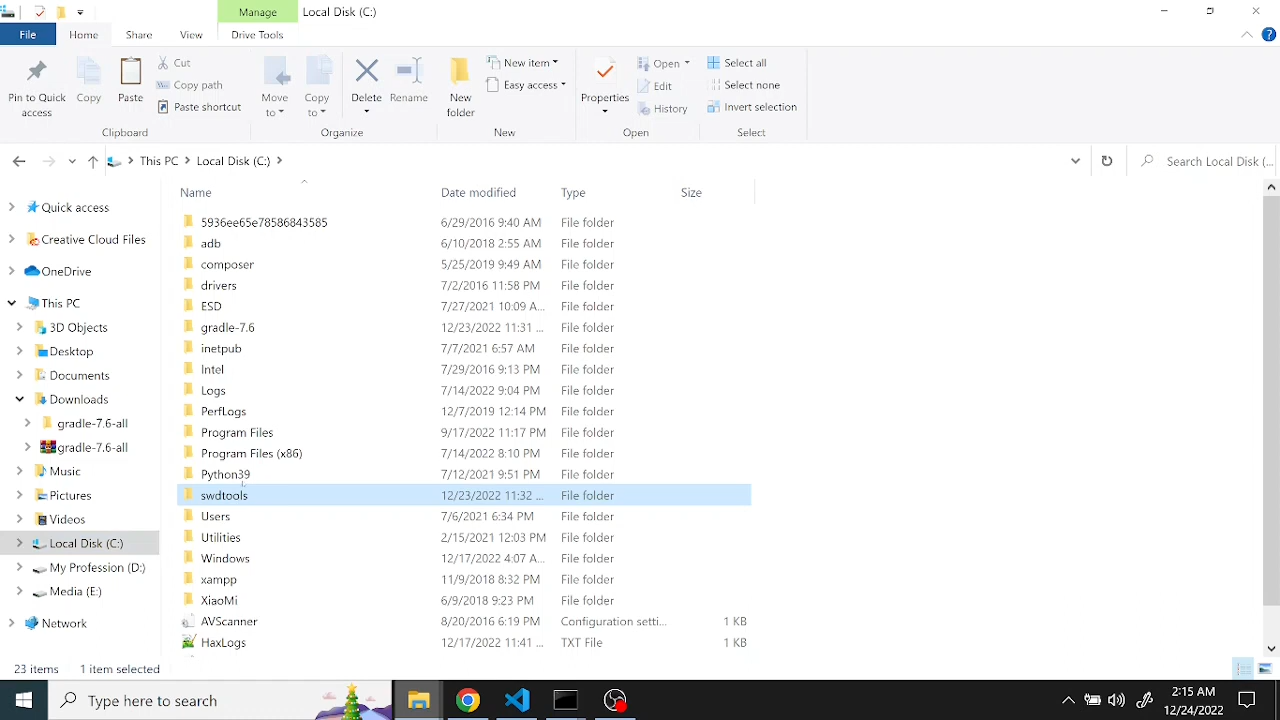 Manage Local Disk (C:)
File Home Share View Drive Tools
Pin to Quick access
Copy
Paste
Cut
Copy path
Paste shortcut
Move to
Copy to
Delete
Rename
New folder
New item
Easy access
Properties
Open
Edit
History
Select all
Select none
Invert selection
Clipboard Organize New Open Select
This PC Local Disk (C:) Search Local Disk (...
Name Date modified Type Size
Quick access
Creative Cloud Files
OneDrive
This PC
3D Objects
Desktop
Documents
Downloads
gradle-7.6-all
gradle-7.6-all
Music
Pictures
Videos
Local Disk (C:)
My Profession (D:)
Media (E:)
Network
5936ee65e78586843585 6/29/2016 9:40 AM File folder
adb 6/10/2018 2:55 AM File folder
composer 5/25/2019 9:49 AM File folder
drivers 7/2/2016 11:58 PM File folder
ESD 7/27/2021 10:09 A... File folder
gradle-7.6 12/23/2022 11:31 ... File folder
inetpub 7/7/2021 6:57 AM File folder
Intel 7/29/2016 9:13 PM File folder
Logs 7/14/2022 9:04 PM File folder
PerfLogs 12/7/2019 12:14 PM File folder
Program Files 9/17/2022 11:17 PM File folder
Program Files (x86) 7/14/2022 8:10 PM File folder
Python39 7/12/2021 9:51 PM File folder
swdtools 12/23/2022 11:32 ... File folder
Users 7/6/2021 6:34 PM File folder
Utilities 2/15/2021 12:03 PM File folder
Windows 12/17/2022 4:07 A... File folder
xampp 11/9/2018 8:32 PM File folder
XiaoMi 6/9/2018 9:23 PM File folder
AVScanner 8/20/2016 6:19 PM Configuration setti... 1 KB
HaxLogs 12/17/2022 11:41 ... TXT File 1 KB
23 items 1 item selected
Type here to search
2:15 AM
12/24/2022